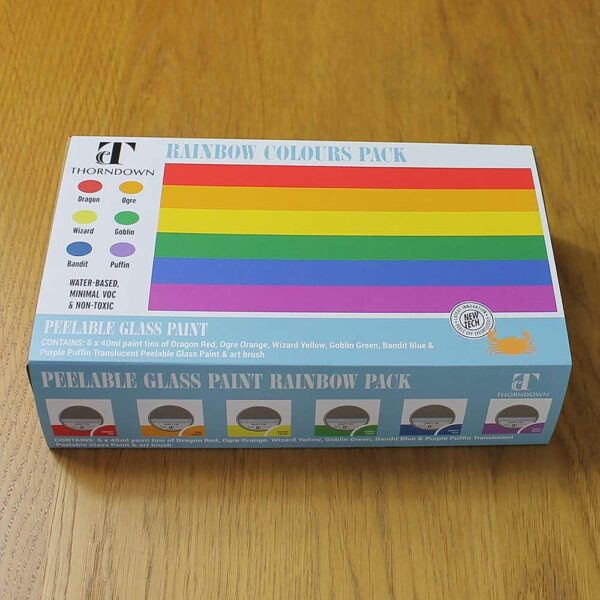 RAINBOW COLOURS PACK
THORNDOWN
Dragon
Ogre
Wizard
Goblin
Bandit
Puffin
WATER-BASED,
MINIMAL VOC
& NON-TOXIC
NEW
TECH
PEELABLE GLASS PAINT
CONTAINS: 6 x 40ml paint tins of Dragon Red, Ogre Orange, Wizard Yellow, Goblin Green, Bandit Blue &
Purple Puffin Translucent Peelable Glass Paint & art brush
PEELABLE GLASS PAINT RAINBOW PACK
THORNDOWN
CONTAINS: 6 x 40ml paint tins of Dragon Red, Ogre Orange, Wizard Yellow, Goblin Green, Bandit Blue & Purple Puffin Translucent
Peelable Glass Paint & art brush